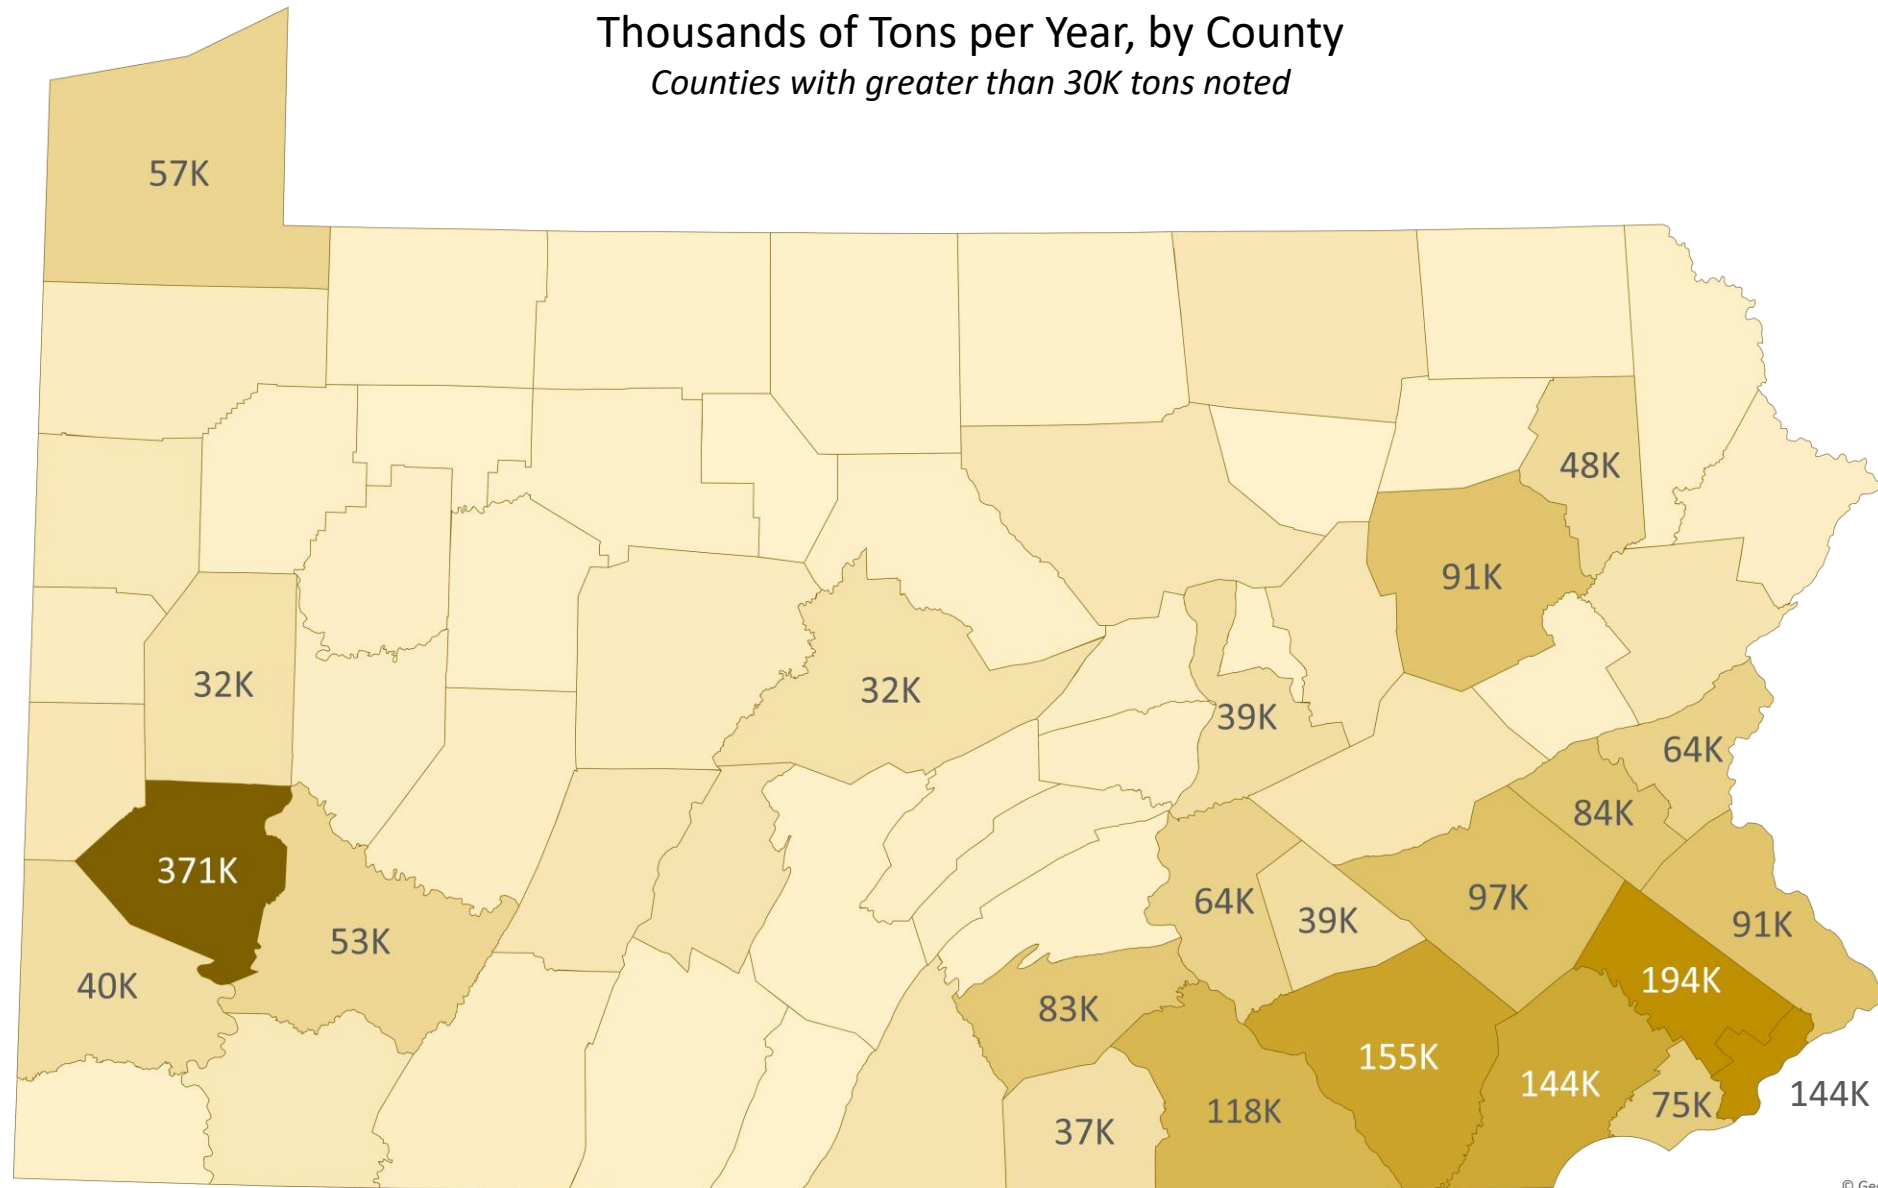 Thousands of Tons per Year, by County
Counties with greater than 30K tons noted
57K
48K
91K
32K
32K
39K
64K
84K
371K
97K
64K
39K
91K
53K
194K
40K
83K
155K
144K
144K
75K
118K
37K